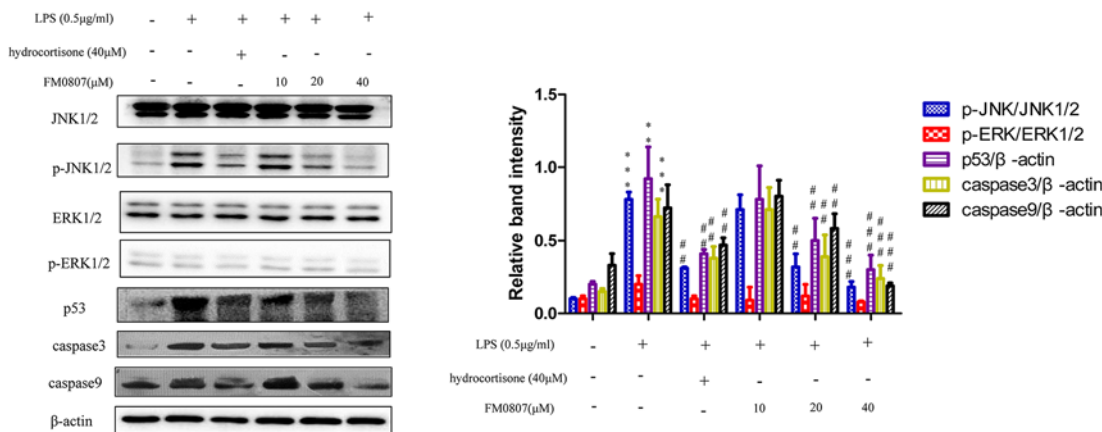 LPS (0.5μg/ml) - + + + + +
hydrocortisone (40μM) - - + - - -
FM0807(μM) - - - 10 20 40
JNK1/2
p-JNK1/2
ERK1/2
p-ERK1/2
p53
caspase3
caspase9
β-actin
Relative band intensity
1.5
1.0
0.5
0.0
p-JNK/JNK1/2
p-ERK/ERK1/2
p53/β -actin
caspase3/β -actin
caspase9/β -actin
LPS (0.5μg/ml) - + + + + +
hydrocortisone (40μM) - - + - - -
FM0807(μM) - - - 10 20 40